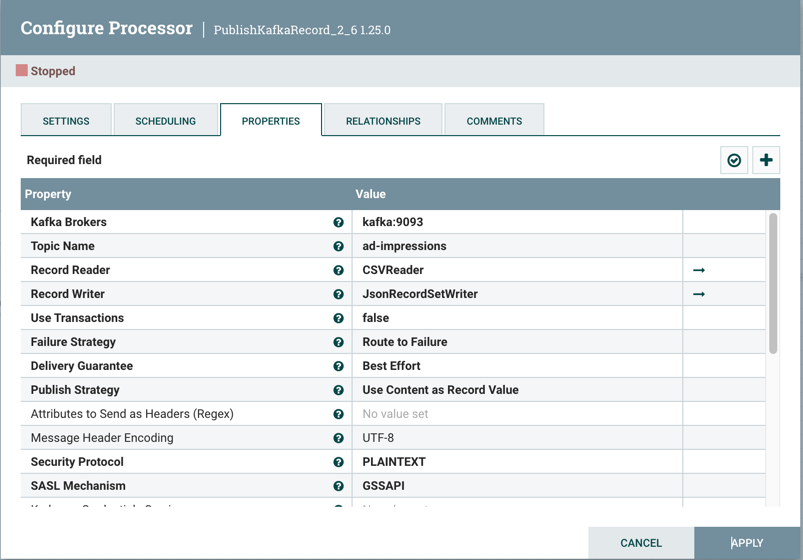 Configure Processor | PublishKafkaRecord_2_6 1.25.0
Stopped
SETTINGS SCHEDULING PROPERTIES RELATIONSHIPS COMMENTS
Required field
Property Value
Kafka Brokers kafka:9093
Topic Name ad-impressions
Record Reader CSVReader
Record Writer JsonRecordSetWriter
Use Transactions false
Failure Strategy Route to Failure
Delivery Guarantee Best Effort
Publish Strategy Use Content as Record Value
Attributes to Send as Headers (Regex) No value set
Message Header Encoding UTF-8
Security Protocol PLAINTEXT
SASL Mechanism GSSAPI
CANCEL APPLY